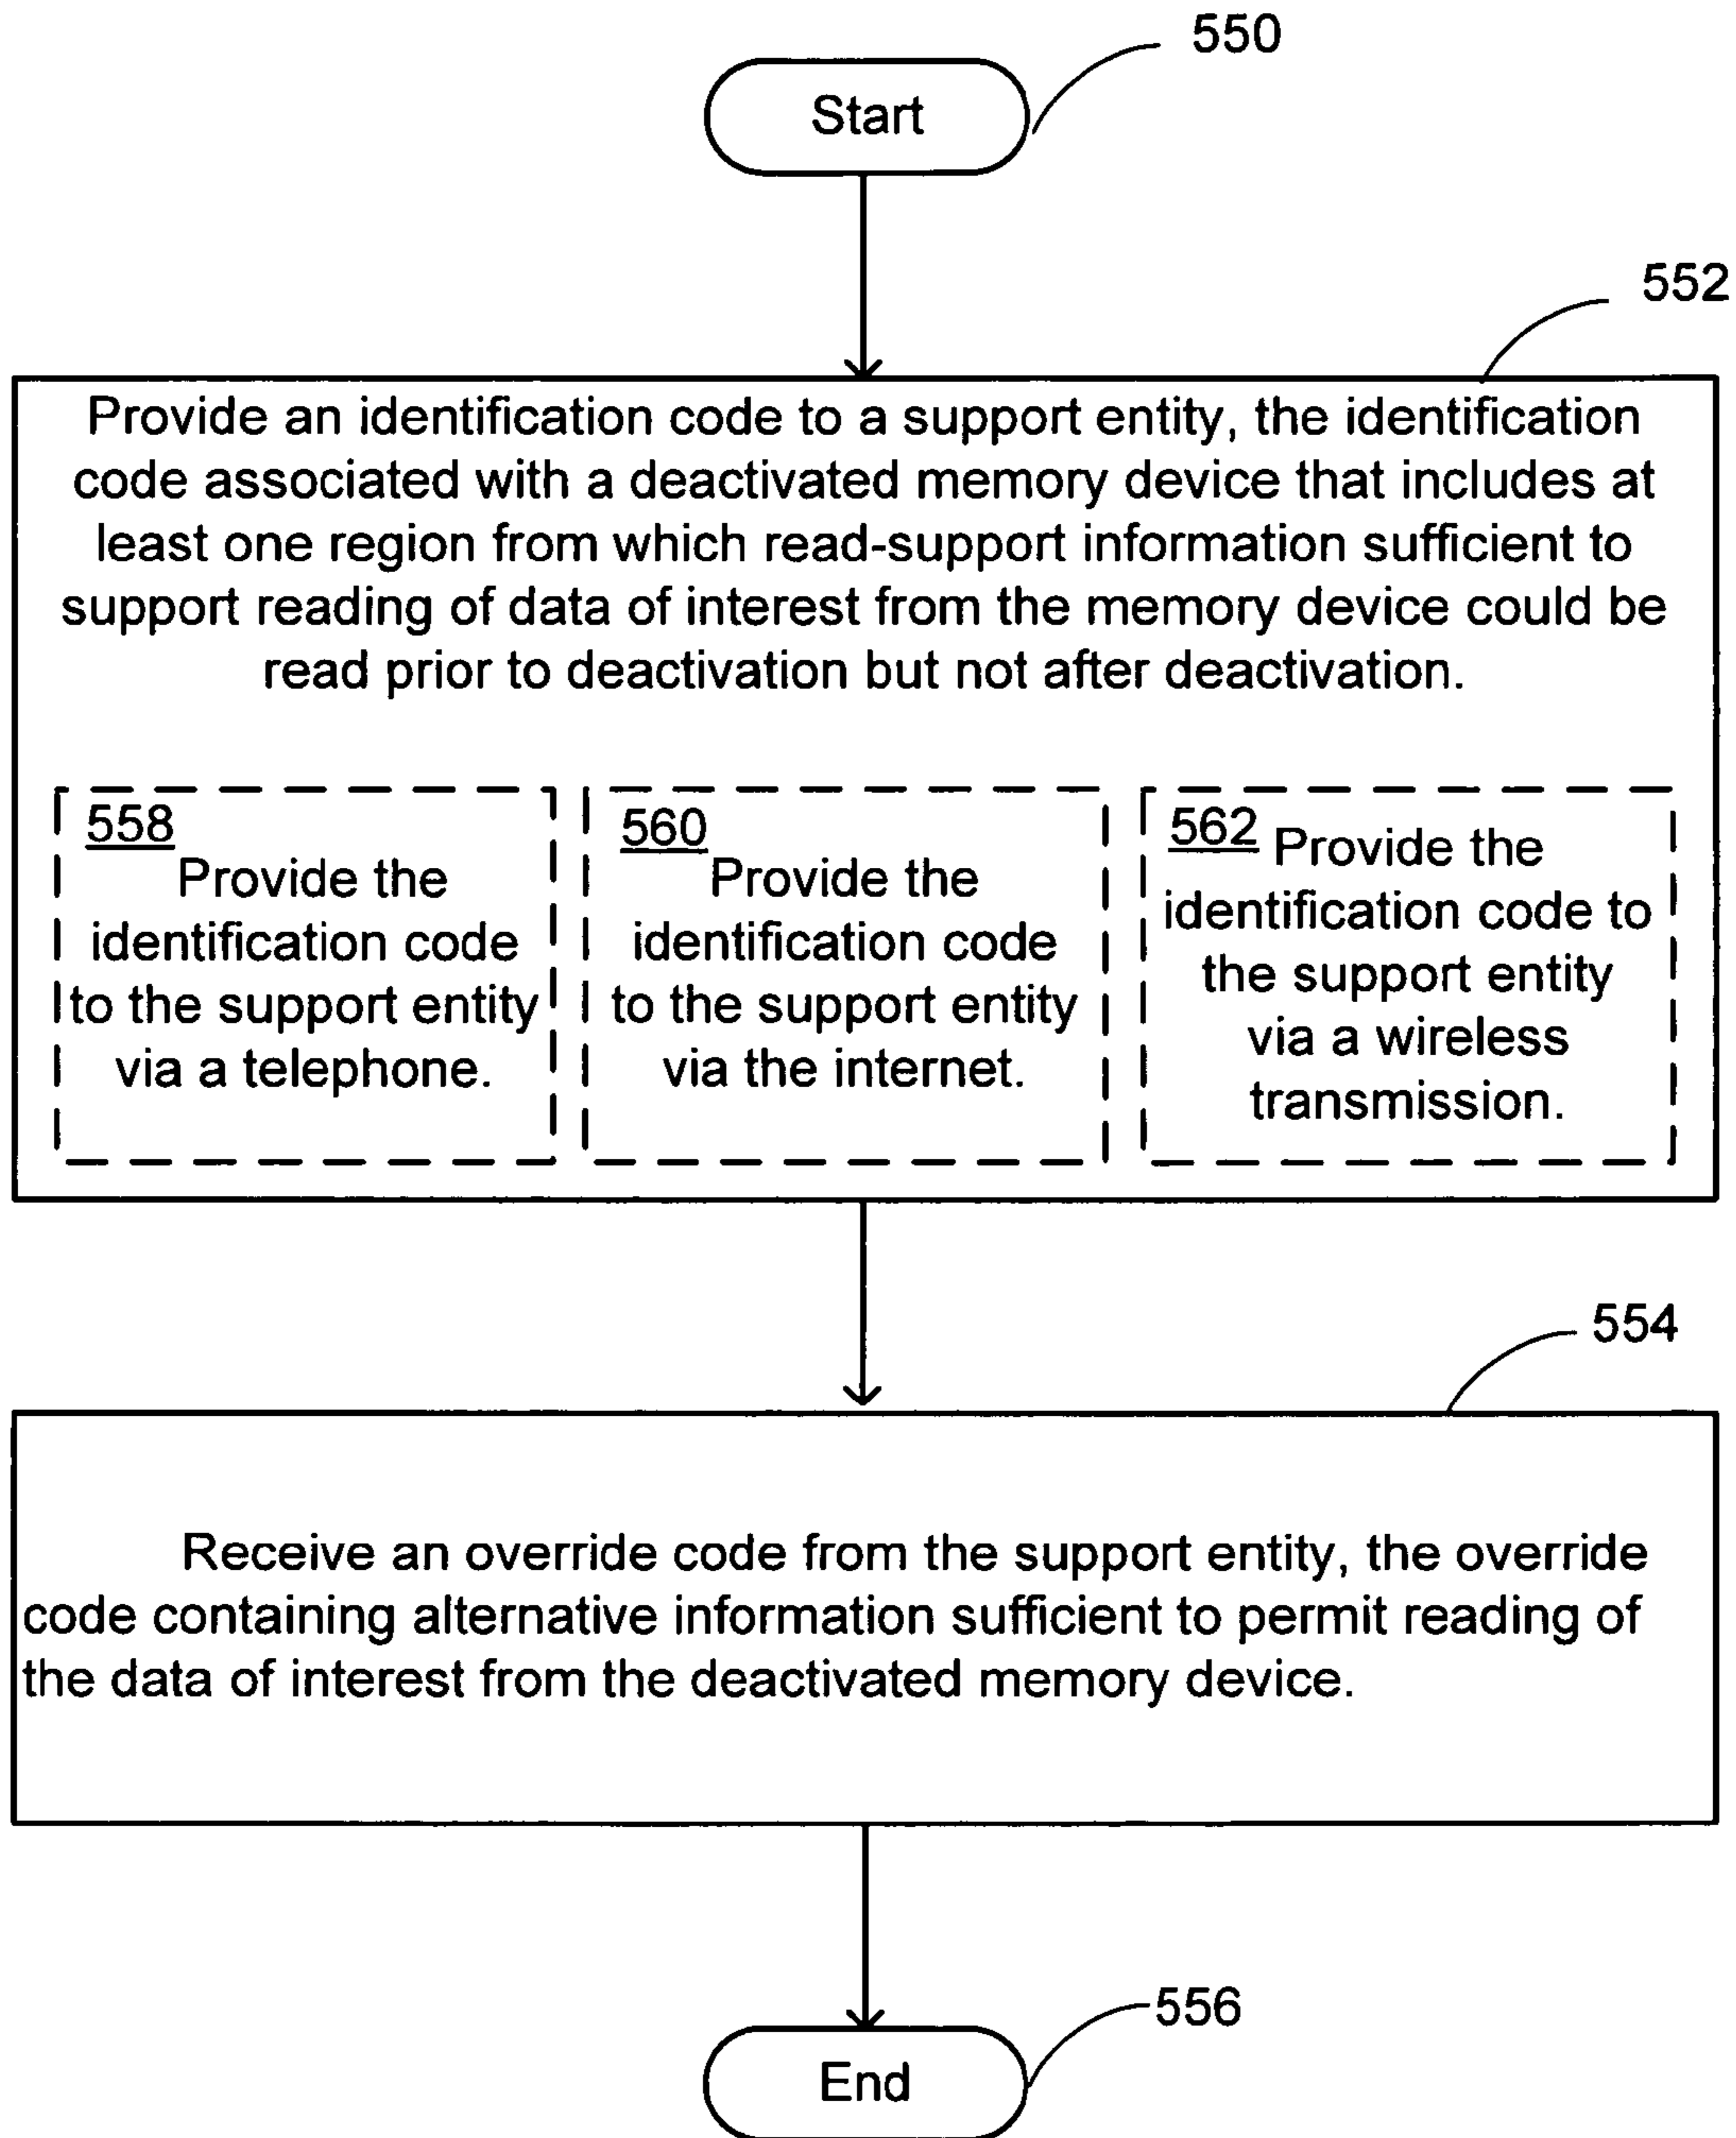 550
Start
552
Provide an identification code to a support entity, the identification
code associated with a deactivated memory device that includes at
least one region from which read-support information sufficient to
support reading of data of interest from the memory device could be
read prior to deactivation but not after deactivation.
558
Provide the
identification code
to the support entity
via a telephone.
560
Provide the
identification code
to the support entity
via the internet.
562 Provide the
identification code to
the support entity
via a wireless
transmission.
554
Receive an override code from the support entity, the override
code containing alternative information sufficient to permit reading of
the data of interest from the deactivated memory device.
556
End